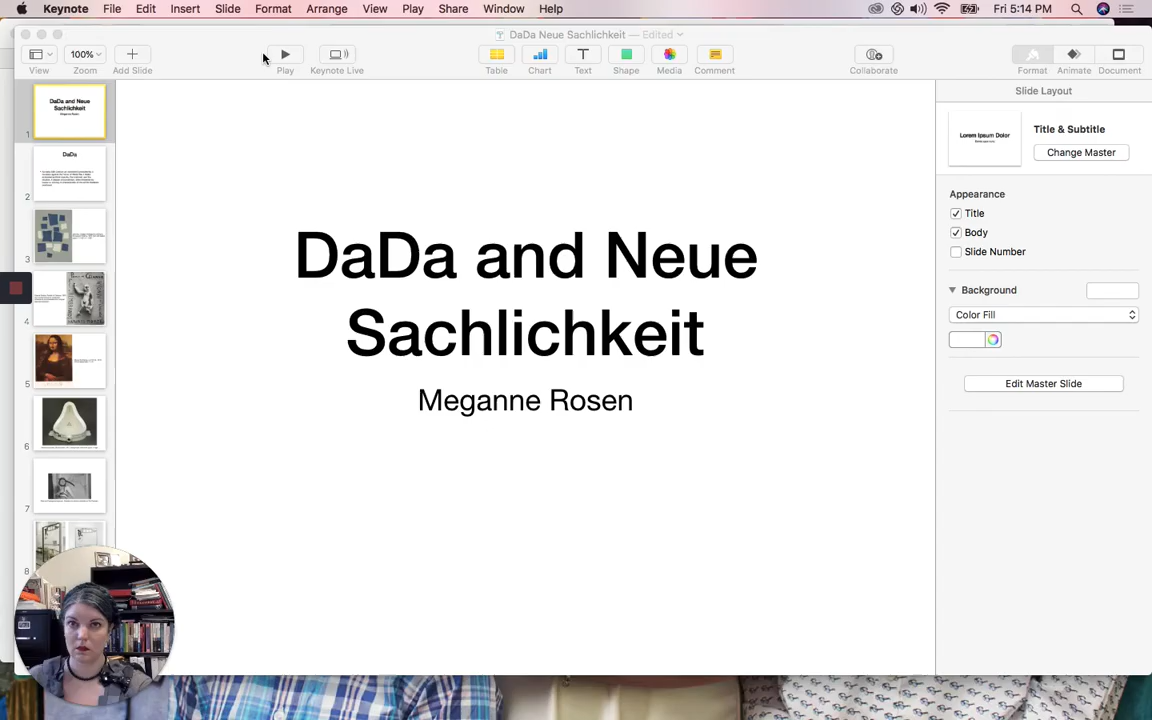 Keynote File Edit Insert Slide Format Arrange View Play Share Window Help Fri 5:14 PM
DaDa Neue Sachlichkeit — Edited
100%
View Zoom Add Slide Play Keynote Live Table Chart Text Shape Media Comment Collaborate Format Animate Document
Slide Layout
DaDa and Neue
Sachlichkeit
Meganne Rosen
1
DaDa
2
3
4
5
6
7
8
DaDa and Neue
Sachlichkeit
Meganne Rosen
Lorem Ipsum Dolor
Title & Subtitle
Change Master
Appearance
Title
Body
Slide Number
Background
Color Fill
Edit Master Slide